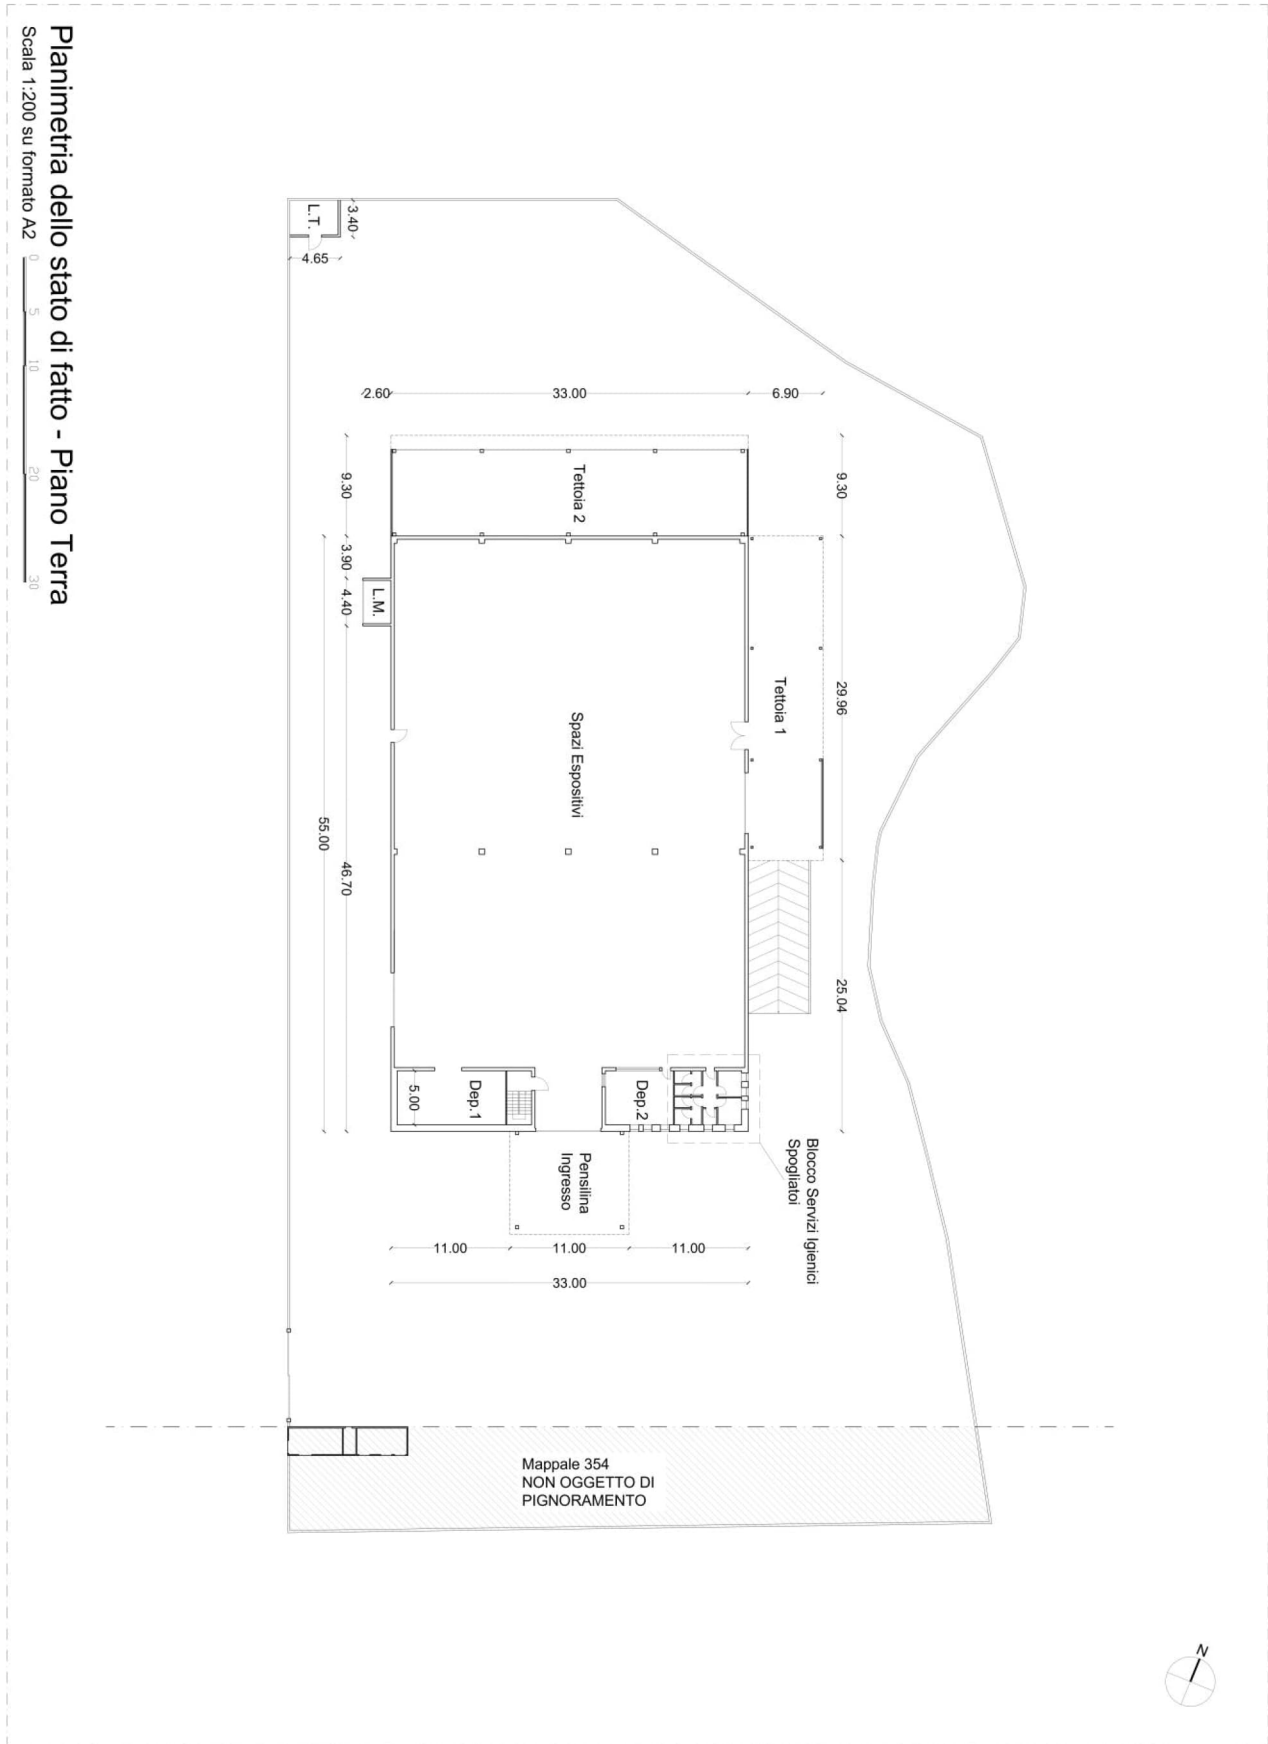 Planimetria dello stato di fatto - Piano Terra
Scala 1:200 su formato A2
0
5
10
20
30
L.T.
3.40
4.65
2.60
33.00
6.90
9.30
3.90
4.40
46.70
55.00
9.30
29.96
25.04
Tettoia 2
L.M.
Tettoia 1
Spazi Espositivi
5.00
Dep.1
Dep.2
Blocco Servizi Igienici
Spogliatoi
Pensilina
Ingresso
11.00
11.00
11.00
33.00
Mappale 354
NON OGGETTO DI
PIGNORAMENTO
N